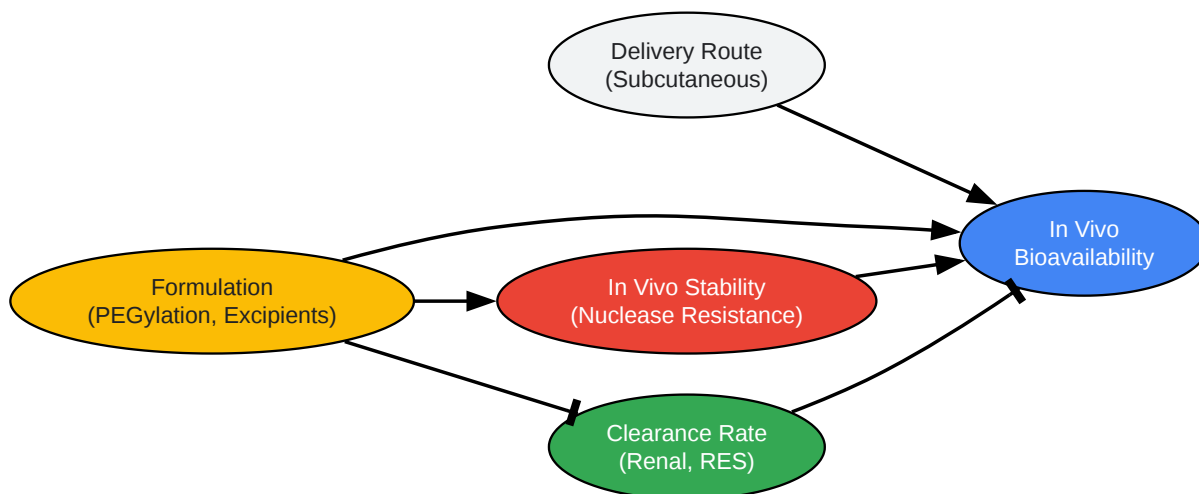 Delivery Route
(Subcutaneous)
In Vivo
Bioavailability
Formulation
(PEGylation, Excipients)
In Vivo Stability
(Nuclease Resistance)
Clearance Rate
(Renal, RES)